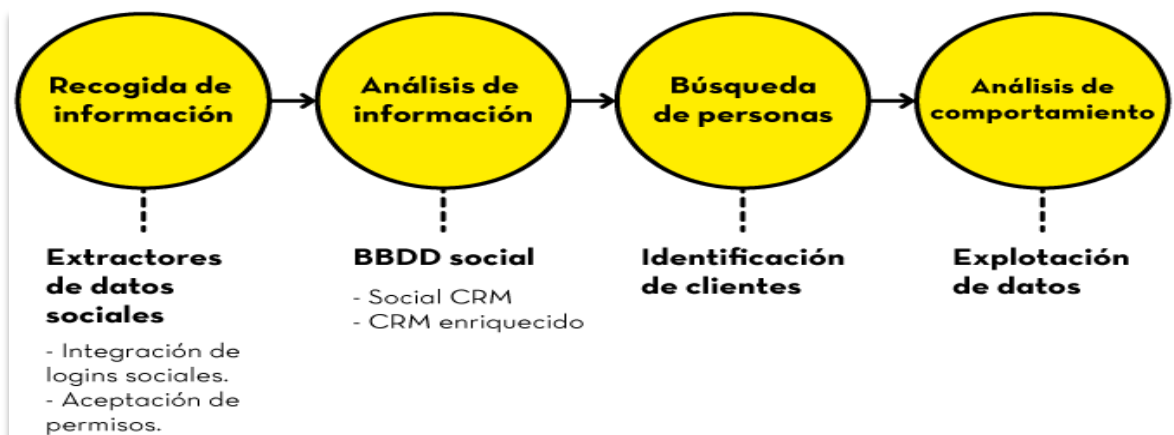 Recogida de
información
Análisis de
información
Búsqueda
de personas
Análisis de
comportamiento
Extractores
de datos
sociales
- Integración de
logins sociales.
- Aceptación de
permisos.
BBDD social
- Social CRM
- CRM enriquecido
Identificación
de clientes
Explotación
de datos